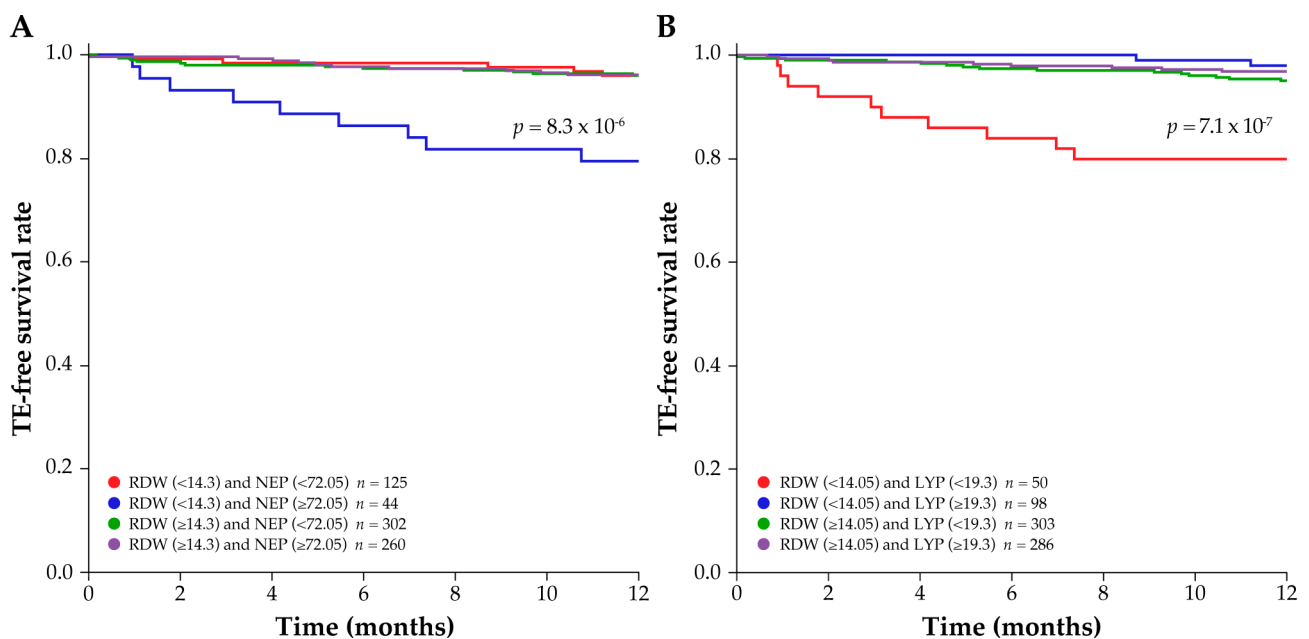 A
TE-free survival rate
1.0
0.8
0.6
0.4
0.2
0.0
p = 8.3 x 10-6
RDW (<14.3) and NEP (<72.05) n = 125
RDW (<14.3) and NEP (≥72.05) n = 44
RDW (≥14.3) and NEP (<72.05) n = 302
RDW (≥14.3) and NEP (≥72.05) n = 260
0 2 4 6 8 10 12
Time (months)
B
TE-free survival rate
1.0
0.8
0.6
0.4
0.2
0.0
p = 7.1 x 10-7
RDW (<14.05) and LYP (<19.3) n = 50
RDW (<14.05) and LYP (≥19.3) n = 98
RDW (≥14.05) and LYP (<19.3) n = 303
RDW (≥14.05) and LYP (≥19.3) n = 286
0 2 4 6 8 10 12
Time (months)